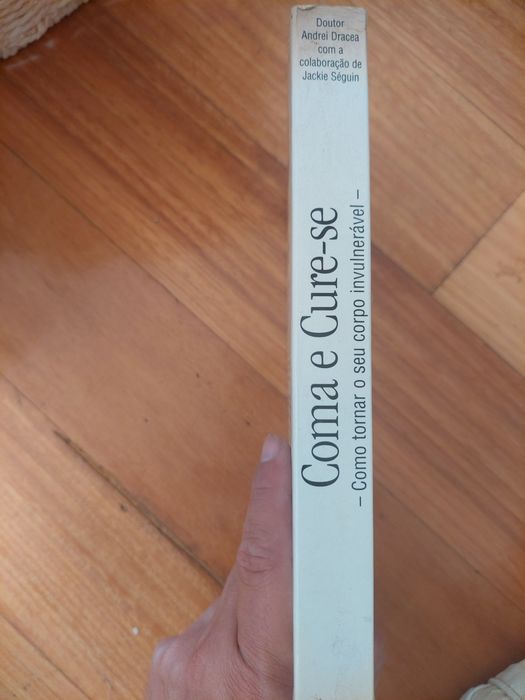 Doutor
Andrei Dracea
com a
colaboração de
Jackie Séguin
Coma e Cure-se
– Como tornar o seu corpo invulnerável –